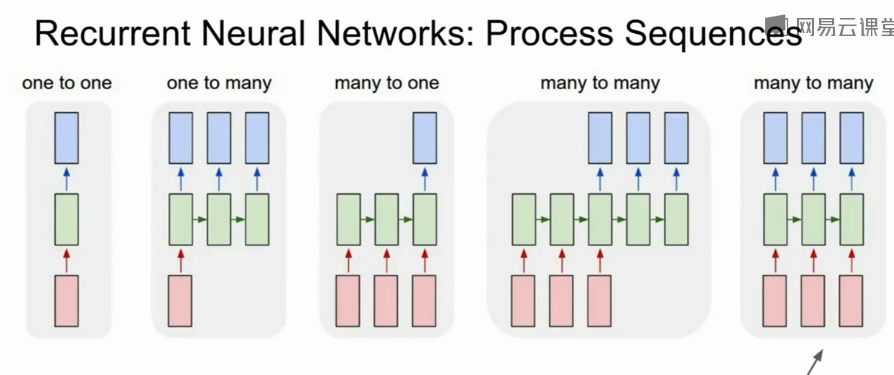 Recurrent Neural Networks: Process Sequences
网易云课堂
one to one
one to many
many to one
many to many
many to many